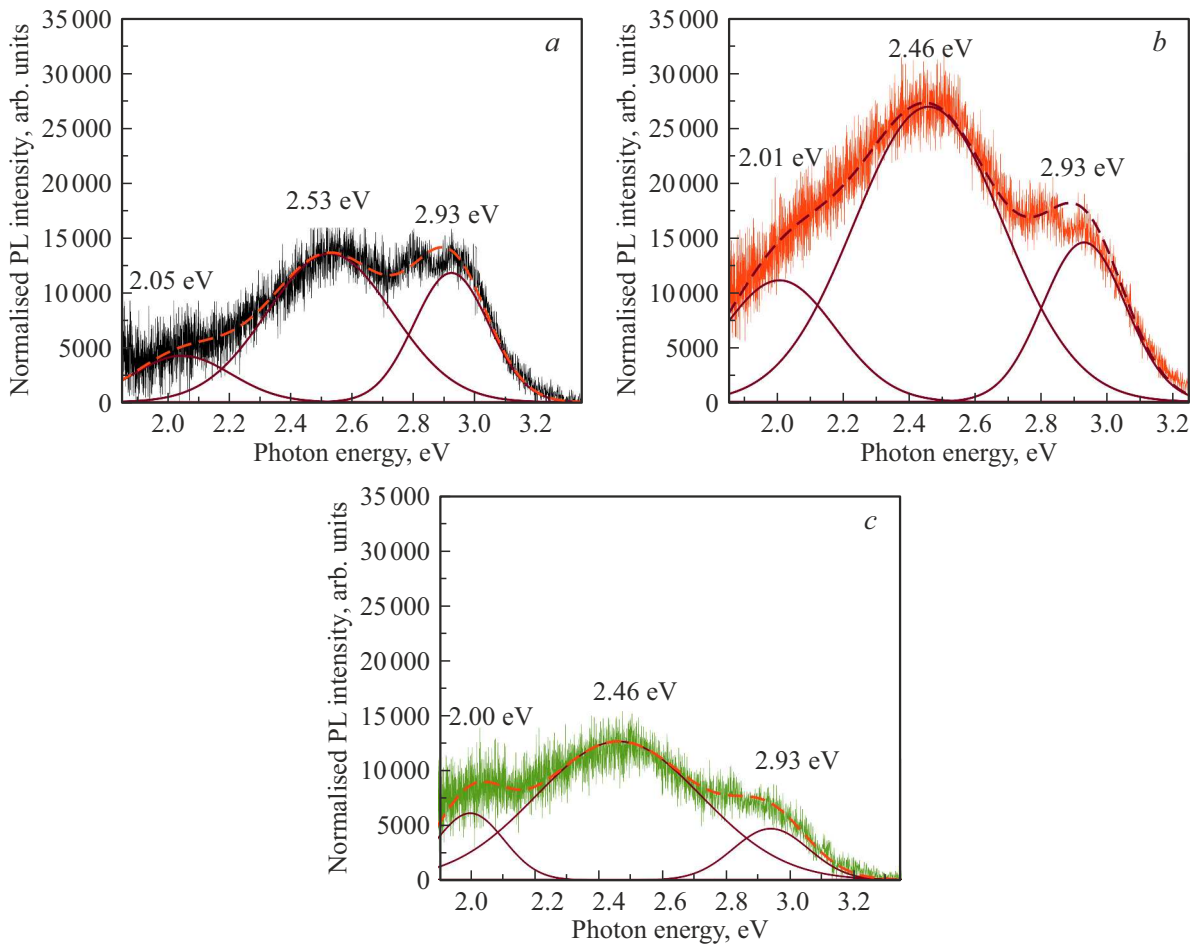 a
Normalised PL intensity, arb. units
35 000
30 000
25 000
20 000
15 000
10 000
5000
0
2.05 eV
2.53 eV
2.93 eV
2.0 2.2 2.4 2.6 2.8 3.0 3.2
Photon energy, eV
b
Normalised PL intensity, arb. units
35 000
30 000
25 000
20 000
15 000
10 000
5000
0
2.01 eV
2.46 eV
2.93 eV
2.0 2.2 2.4 2.6 2.8 3.0 3.2
Photon energy, eV
c
Normalised PL intensity, arb. units
35 000
30 000
25 000
20 000
15 000
10 000
5000
0
2.00 eV
2.46 eV
2.93 eV
2.0 2.2 2.4 2.6 2.8 3.0 3.2
Photon energy, eV